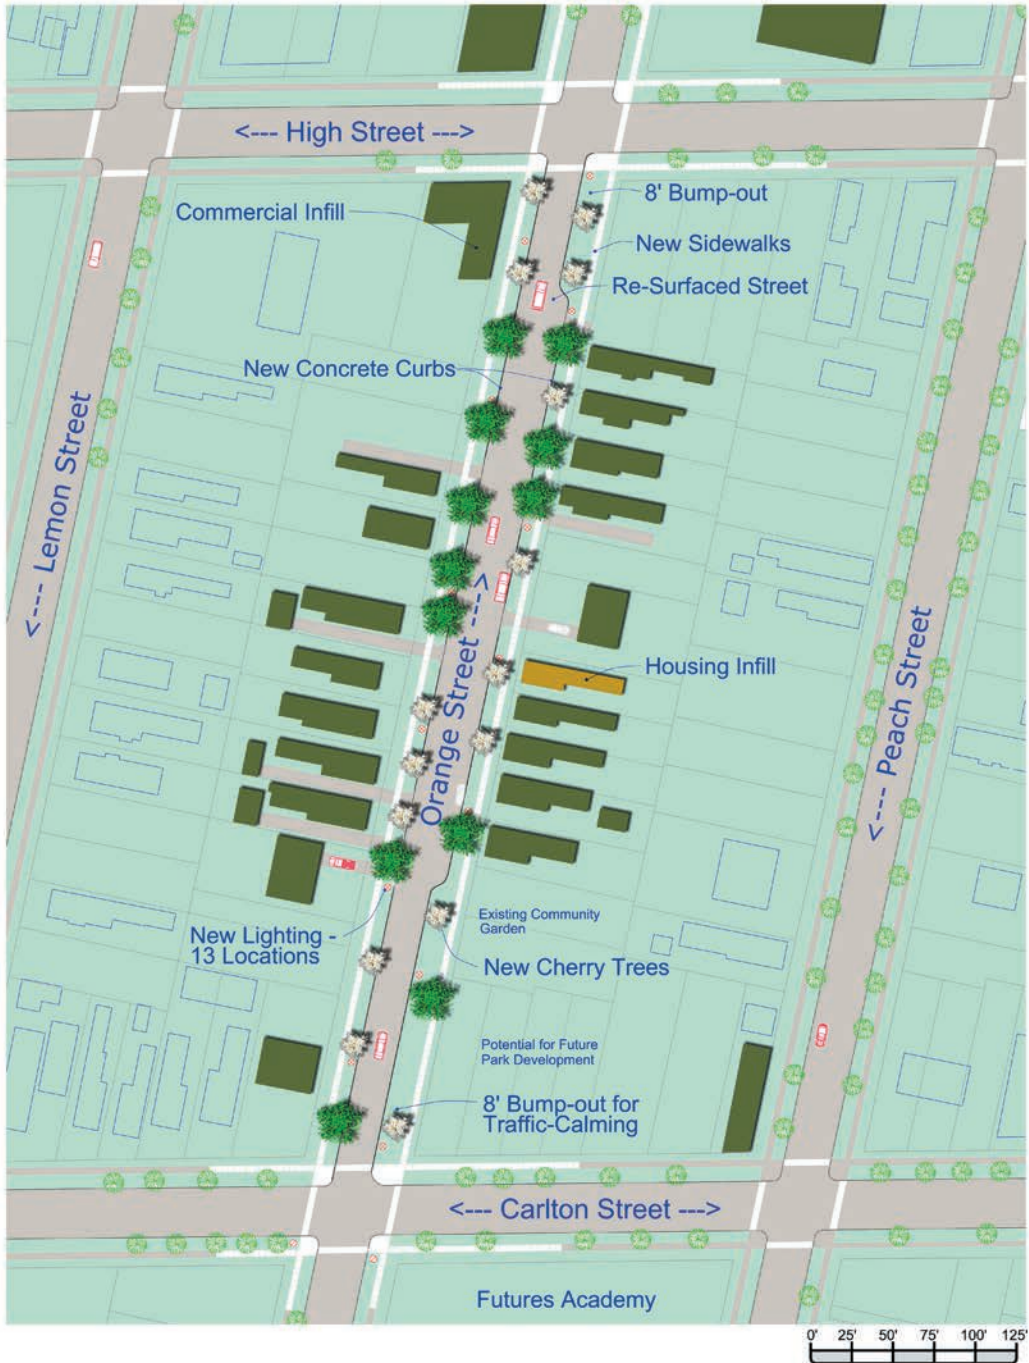 <--- High Street --->
Commercial Infill
8' Bump-out
New Sidewalks
Re-Surfaced Street
New Concrete Curbs
<--- Lemon Street
Orange Street --->
Housing Infill
<--- Peach Street
New Lighting -
13 Locations
Existing Community
Garden
New Cherry Trees
Potential for Future
Park Development
8' Bump-out for
Traffic-Calming
<--- Carlton Street --->
Futures Academy
0' 25' 50' 75' 100' 125'